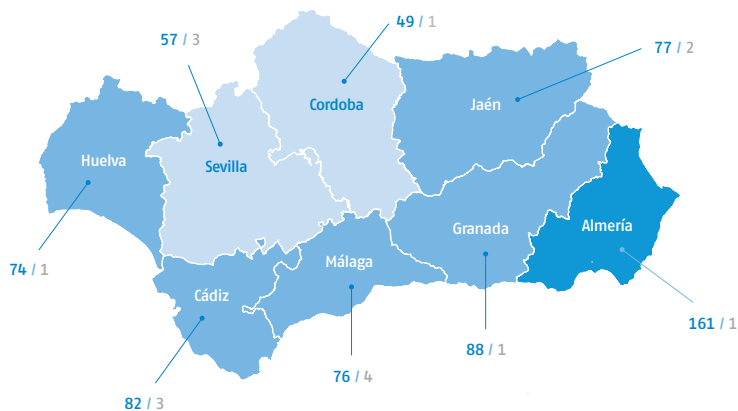 49 / 1
57 / 3
77 / 2
Cordoba
Jaén
Huelva
Sevilla
Granada
Almería
Málaga
74 / 1
Cádiz
161 / 1
88 / 1
76 / 4
82 / 3